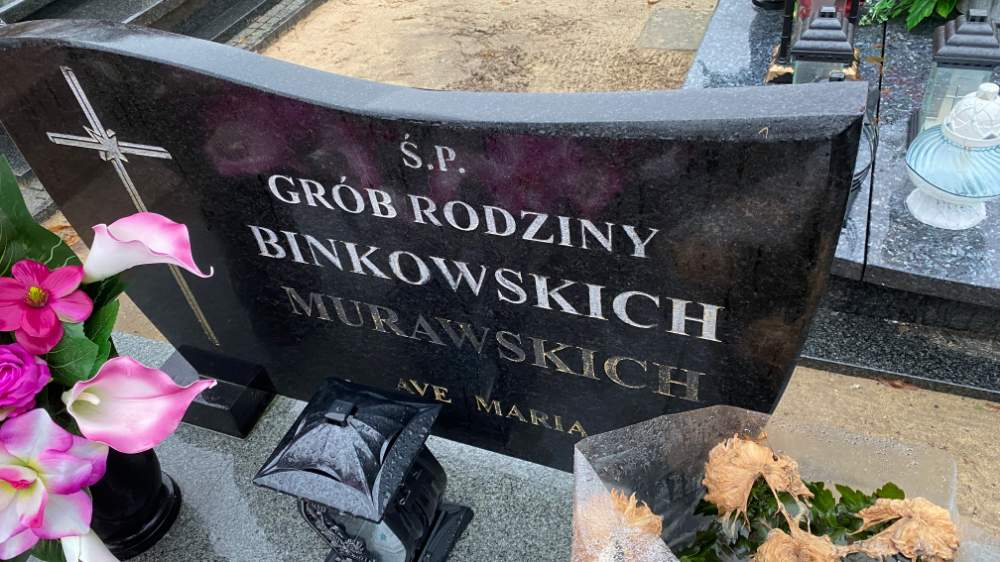 Ś.P.
GRÓB RODZINY
BINKOWSKICH
MURAWSKICH
AVE MARIA